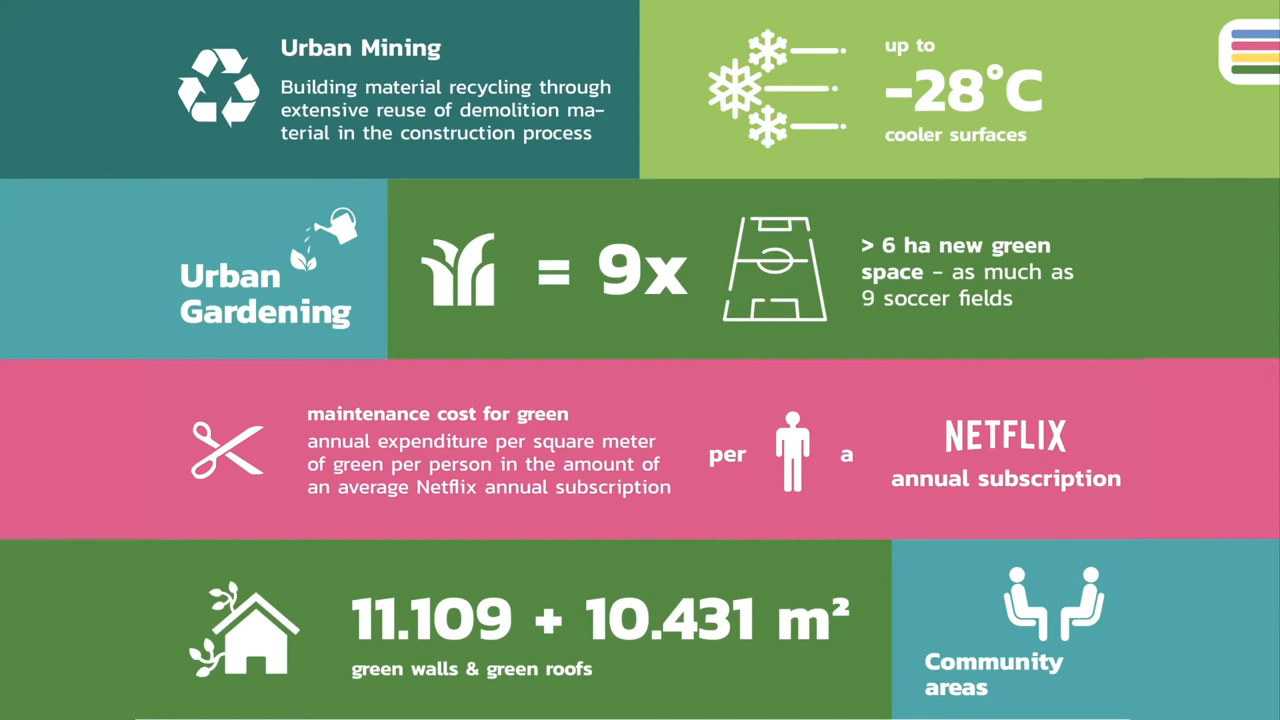 Urban Mining
Building material recycling through
extensive reuse of demolition ma-
terial in the construction process
up to
-28°C
cooler surfaces
Urban
Gardening
= 9x
> 6 ha new green
space - as much as
9 soccer fields
maintenance cost for green
annual expenditure per square meter
of green per person in the amount of
an average Netflix annual subscription
per
a
NETFLIX
annual subscription
11.109 + 10.431 m²
green walls & green roofs
Community
areas